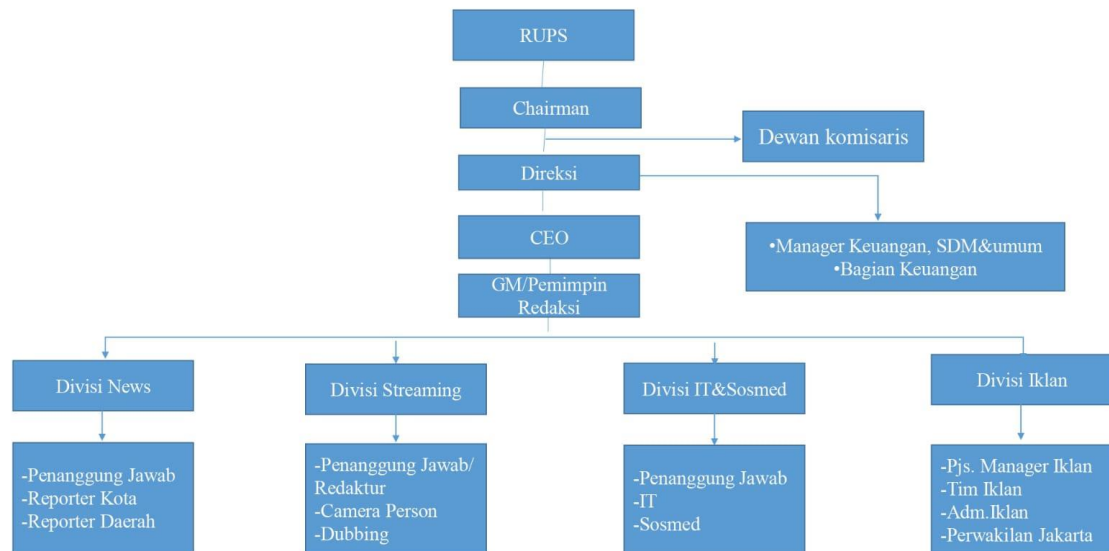 RUPS
Chairman
Dewan komisaris
Direksi
CEO
•Manager Keuangan, SDM&umum
•Bagian Keuangan
GM/Pemimpin
Redaksi
Divisi News
Divisi Streaming
Divisi IT&Sosmed
Divisi Iklan
-Penanggung Jawab
-Reporter Kota
-Reporter Daerah
-Penanggung Jawab/
Redaktur
-Camera Person
-Dubbing
-Penanggung Jawab
-IT
-Sosmed
-Pjs. Manager Iklan
-Tim Iklan
-Adm.Iklan
-Perwakilan Jakarta